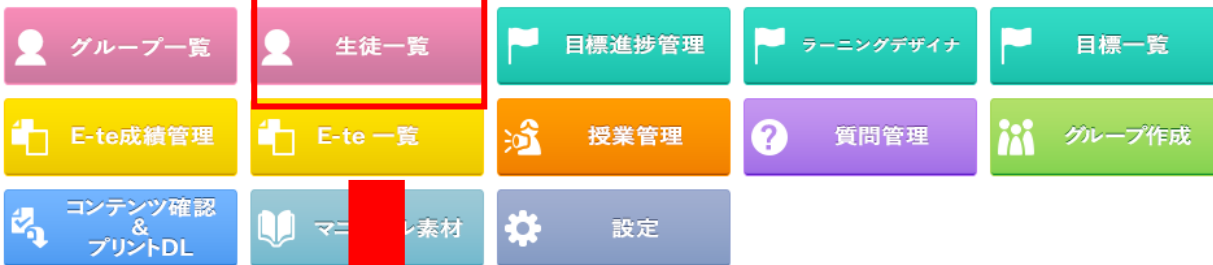 グループ一覧
生徒一覧
目標進捗管理
ラーニングデザイナ
目標一覧
E-te成績管理
E-te 一覧
授業管理
質問管理
グループ作成
コンテンツ確認
&
プリントDL
素材
設定